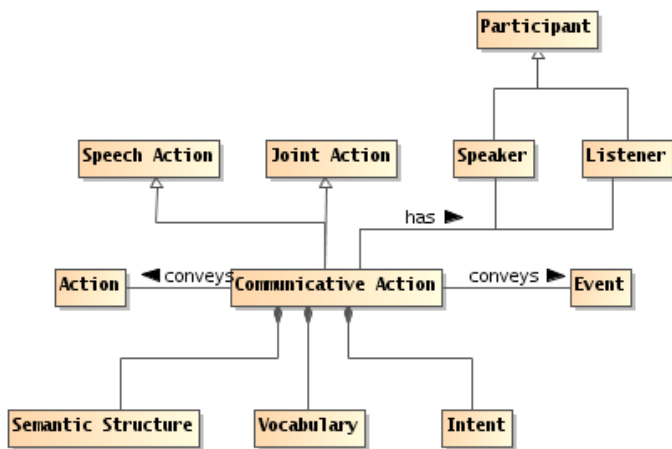 Participant
Speech Action
Joint Action
Speaker
Listener
has ►
Action
◄ conveys
Communicative Action
conveys ►
Event
Semantic Structure
Vocabulary
Intent